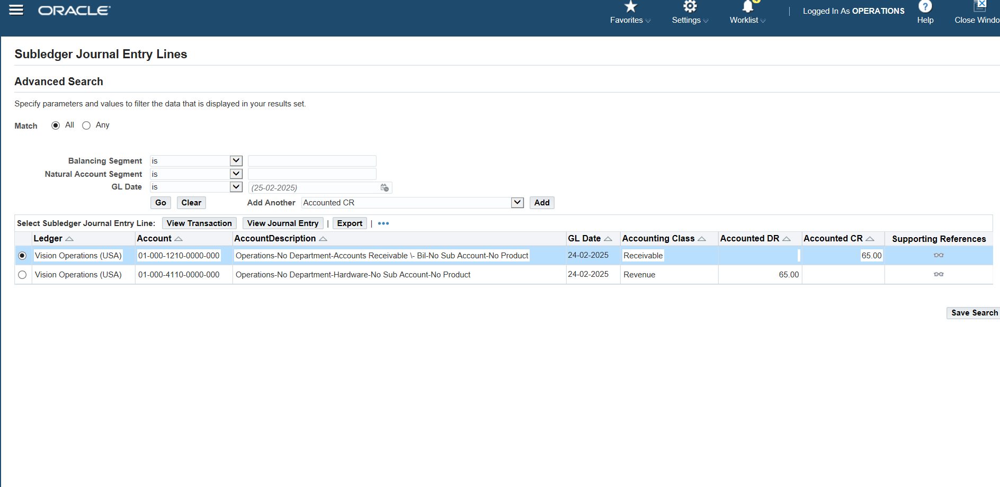 ORACLE
Favorites Settings Worklist Logged In As OPERATIONS Help Close Windo
Subledger Journal Entry Lines
Advanced Search
Specify parameters and values to filter the data that is displayed in your results set.
Match All Any
Balancing Segment is
Natural Account Segment is
GL Date is (25-02-2025)
Go Clear Add Another Accounted CR Add
Select Subledger Journal Entry Line: View Transaction View Journal Entry | Export | •••
Ledger Account AccountDescription GL Date Accounting Class Accounted DR Accounted CR Supporting References
Vision Operations (USA) 01-000-1210-0000-000 Operations-No Department-Accounts Receivable \- Bil-No Sub Account-No Product 24-02-2025 Receivable 65.00
Vision Operations (USA) 01-000-4110-0000-000 Operations-No Department-Hardware-No Sub Account-No Product 24-02-2025 Revenue 65.00
Save Search